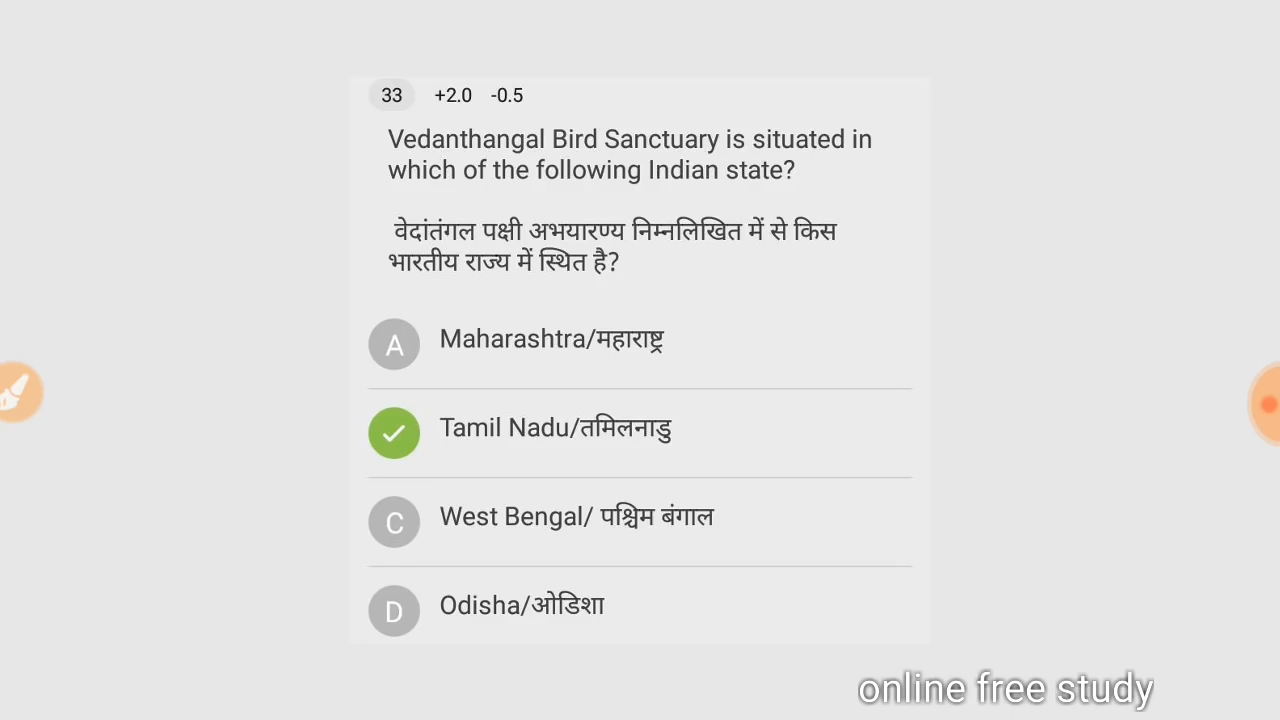 33 +2.0 -0.5
Vedanthangal Bird Sanctuary is situated in
which of the following Indian state?
वेदांतंगल पक्षी अभयारण्य निम्नलिखित में से किस
भारतीय राज्य में स्थित है?
A Maharashtra/महाराष्ट्र
Tamil Nadu/तमिलनाडु
C West Bengal/ पश्चिम बंगाल
D Odisha/ओडिशा
online free study